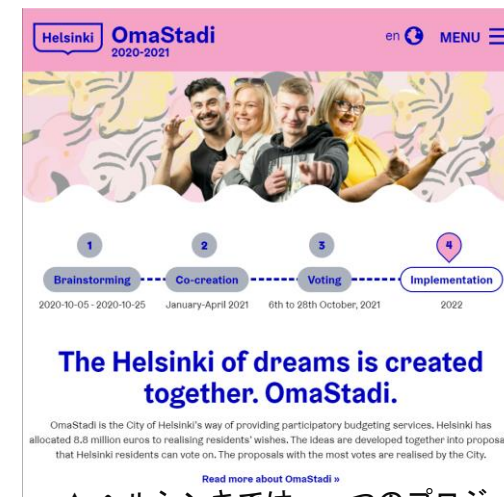 Helsinki
OmaStadi
2020-2021
en
MENU
1
2
3
4
Brainstorming
Co-creation
Voting
Implementation
2020-10-05 - 2020-10-25
January-April 2021
6th to 28th October, 2021
2022
The Helsinki of dreams is created
together. OmaStadi.
OmaStadi is the City of Helsinki's way of providing participatory budgeting services. Helsinki has
allocated 8.8 million euros to realising residents' wishes. The ideas are developed together into
that Helsinki residents can vote on. The proposals with the most votes are realised by the City.
Read more about OmaStadi »